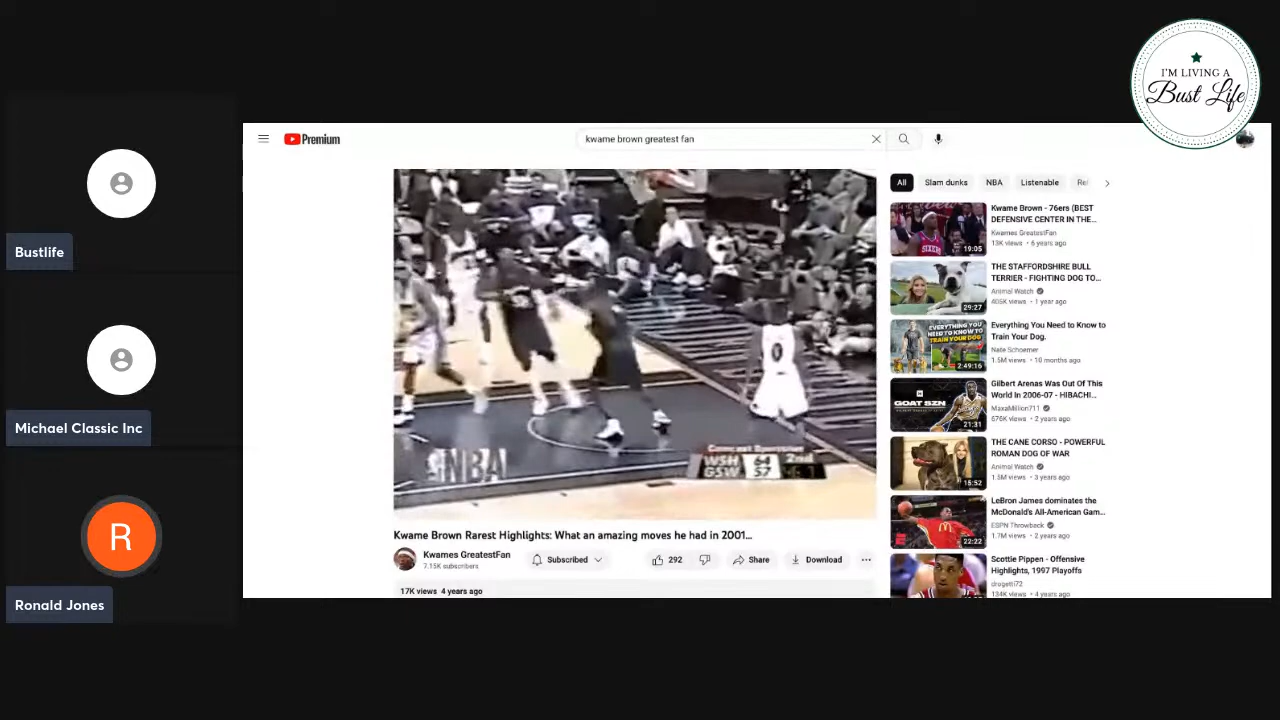 I'M LIVING A
Bust Life
Premium
kwame brown greatest fan
All
Slam dunks
NBA
Listenable
Kwame Brown - 76ers (BEST
DEFENSIVE CENTER IN THE...
Kwames GreatestFan
13K views • 6 years ago
19:05
THE STAFFORDSHIRE BULL
TERRIER - FIGHTING DOG TO...
Animal Watch
405K views • 1 year ago
29:27
EVERYTHING YOU
NEED TO KNOW TO
TRAIN YOUR DOG
Everything You Need to Know to
Train Your Dog.
Nate Schoemer
1.5M views • 10 months ago
2:49:16
GOAT SZN
Gilbert Arenas Was Out Of This
World In 2006-07 - HIBACHI...
MaxaMillion711
676K views • 2 years ago
21:31
THE CANE CORSO - POWERFUL
ROMAN DOG OF WAR
Animal Watch
1.5M views • 3 years ago
15:52
LeBron James dominates the
McDonald's All-American Gam...
ESPN Throwback
1.7M views • 2 years ago
22:22
Scottie Pippen - Offensive
Highlights, 1997 Playoffs
drogetti72
134K views • 4 years ago
0
NBA
Comcast SportsNet
WSH 64 2nd
GSW 57
Kwame Brown Rarest Highlights: What an amazing moves he had in 2001...
Kwames GreatestFan
7.15K subscribers
Subscribed
292
Share
Download
17K views 4 years ago
Bustlife
Michael Classic Inc
R
Ronald Jones